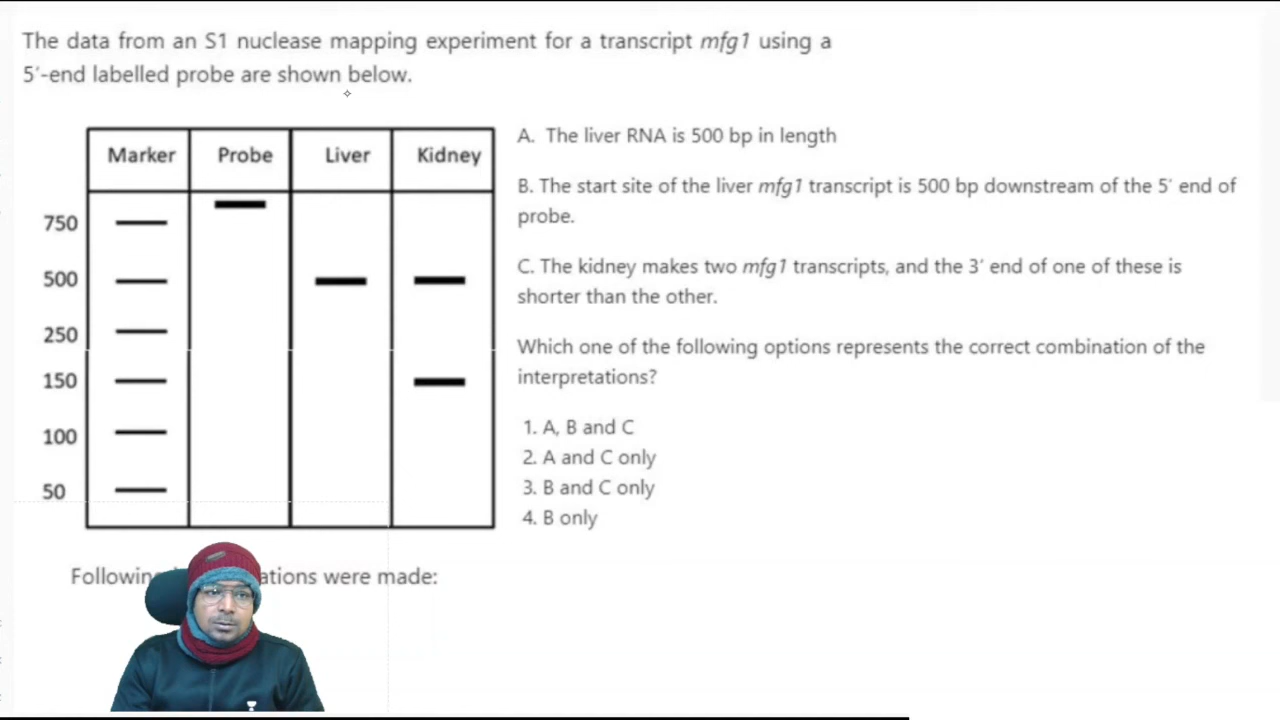 The data from an S1 nuclease mapping experiment for a transcript mfg1 using a
5´-end labelled probe are shown below.
Marker Probe Liver Kidney
750
500
250
150
100
50
A. The liver RNA is 500 bp in length
B. The start site of the liver mfg1 transcript is 500 bp downstream of the 5´ end of
probe.
C. The kidney makes two mfg1 transcripts, and the 3´ end of one of these is
shorter than the other.
Which one of the following options represents the correct combination of the
interpretations?
1. A, B and C
2. A and C only
3. B and C only
4. B only
were made: